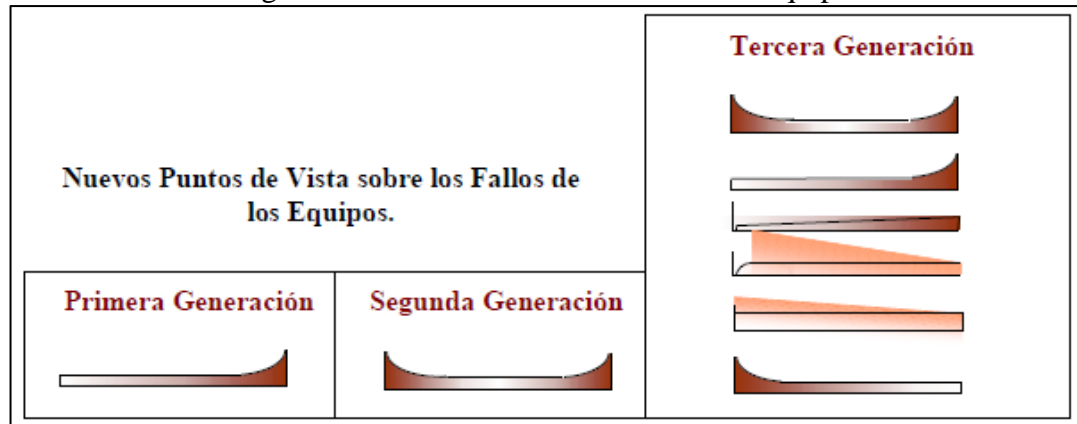 Nuevos Puntos de Vista sobre los Fallos de
los Equipos.
Primera Generación
Segunda Generación
Tercera Generación